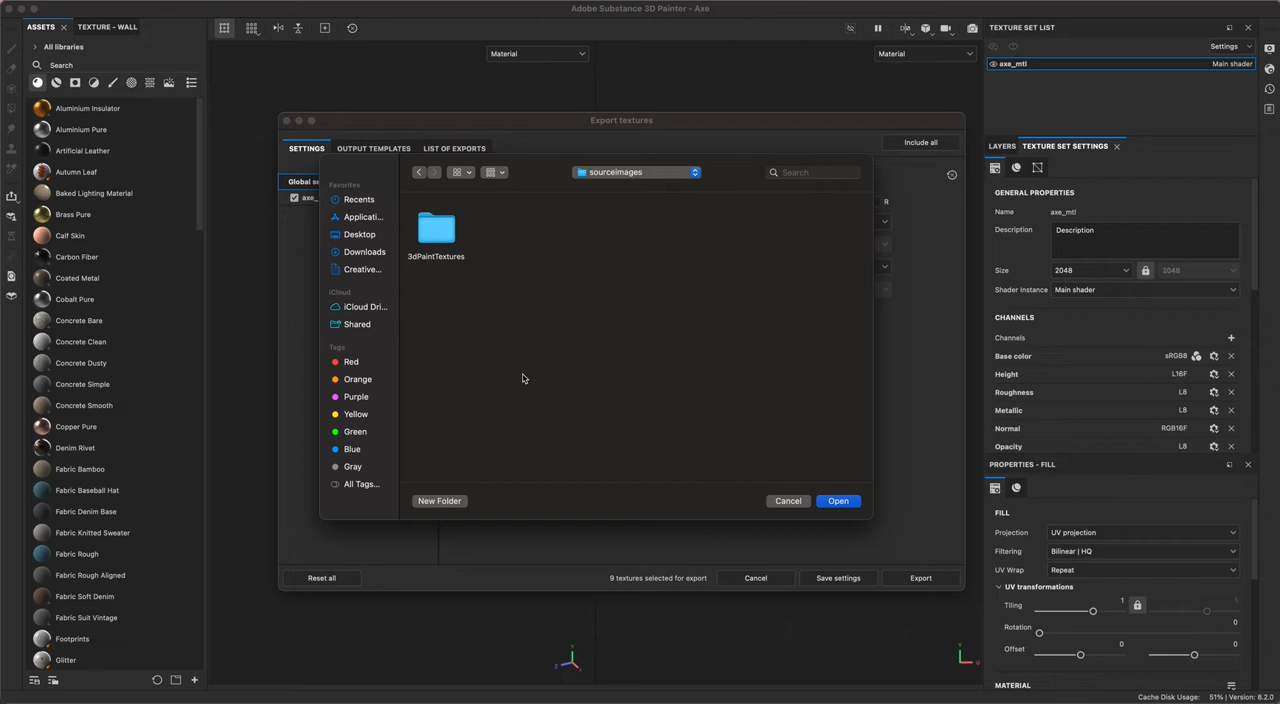 Adobe Substance 3D Painter - Axe
ASSETS
TEXTURE - WALL
All libraries
Search
Aluminium Insulator
Aluminium Pure
Artificial Leather
Autumn Leaf
Baked Lighting Material
Brass Pure
Calf Skin
Carbon Fiber
Coated Metal
Cobalt Pure
Concrete Bare
Concrete Clean
Concrete Dusty
Concrete Simple
Concrete Smooth
Copper Pure
Denim Rivet
Fabric Bamboo
Fabric Baseball Hat
Fabric Denim Base
Fabric Knitted Sweater
Fabric Rough
Fabric Rough Aligned
Fabric Soft Denim
Fabric Suit Vintage
Footprints
Glitter
Material
Material
Export textures
SETTINGS
OUTPUT TEMPLATES
LIST OF EXPORTS
Include all
Global se
axe_
R
sourceimages
Search
Favorites
Recents
Applicati...
Desktop
Downloads
Creative...
iCloud
iCloud Dri...
Shared
Tags
Red
Orange
Purple
Yellow
Green
Blue
Gray
All Tags...
3dPaintTextures
New Folder
Cancel
Open
Reset all
9 textures selected for export
Cancel
Save settings
Export
TEXTURE SET LIST
Settings
axe_mtl
Main shader
LAYERS
TEXTURE SET SETTINGS
GENERAL PROPERTIES
Name
axe_mtl
Description
Description
Size
2048
2048
Shader Instance
Main shader
CHANNELS
Channels
Base color
sRGB8
Height
L16F
Roughness
L8
Metallic
L8
Normal
RGB16F
Opacity
L8
PROPERTIES - FILL
FILL
Projection
UV projection
Filtering
Bilinear | HQ
UV Wrap
Repeat
UV transformations
Tiling
1
1
Rotation
0
Offset
0
0
MATERIAL
Cache Disk Usage: 51% | Version: 8.2.0